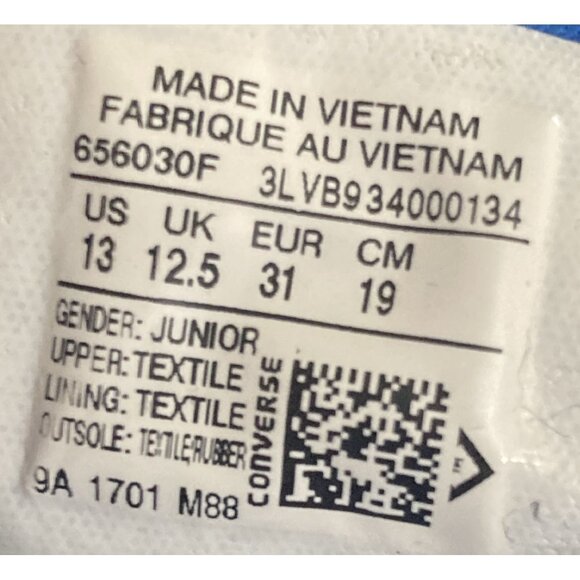 MADE IN VIETNAM
FABRIQUE AU VIETNAM
656030F 3LVB934000134
US UK EUR CM
13 12.5 31 19
GENDER: JUNIOR
UPPER: TEXTILE
LINING: TEXTILE
OUTSOLE: TEXTILE/RUBBER
CONVERSE
E
9A 1701 M88